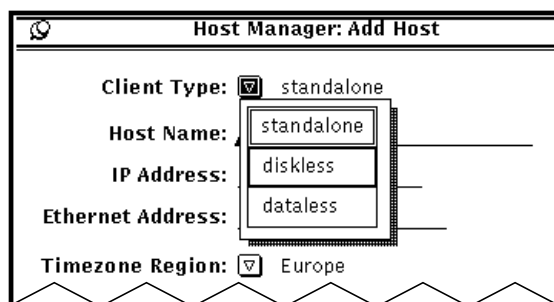 Host Manager: Add Host
Client Type: standalone
standalone
Host Name:
diskless
IP Address:
dataless
Ethernet Address:
Timezone Region: Europe